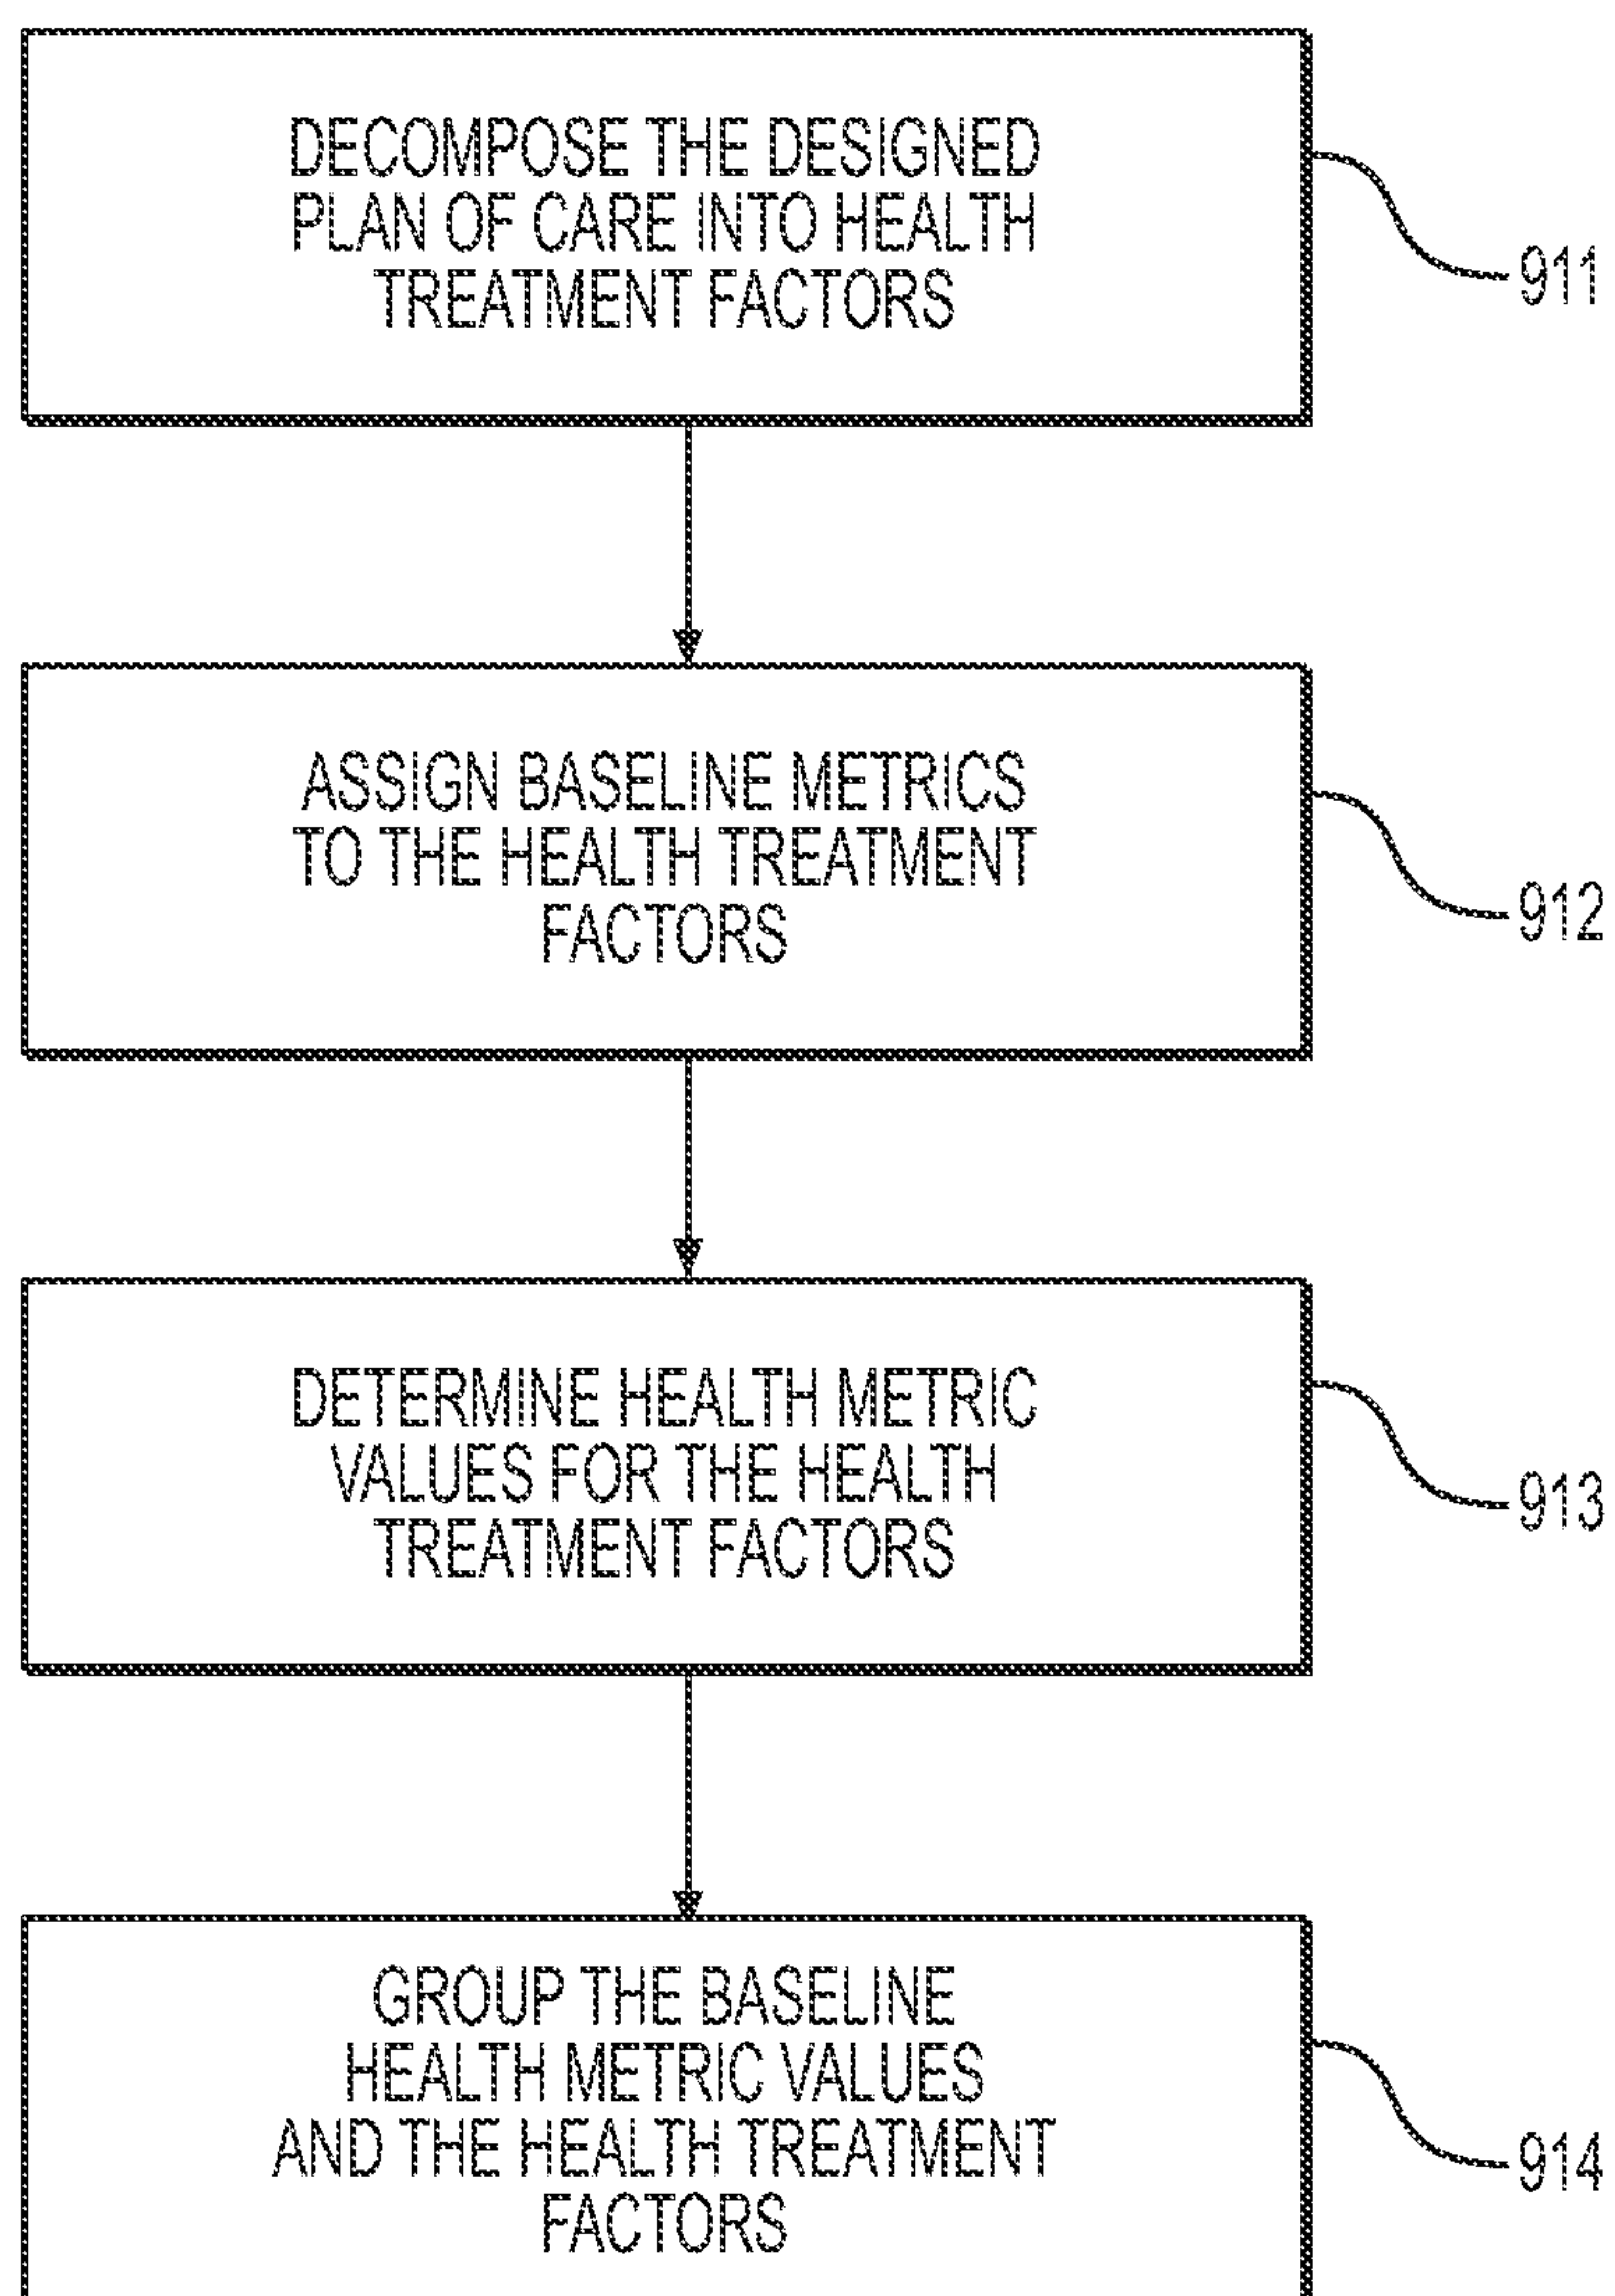 DECOMPOSE THE DESIGNED
PLAN OF CARE INTO HEALTH
TREATMENT FACTORS
911
ASSIGN BASELINE METRICS
TO THE HEALTH TREATMENT
FACTORS
912
DETERMINE HEALTH METRIC
VALUES FOR THE HEALTH
TREATMENT FACTORS
913
GROUP THE BASELINE
HEALTH METRIC VALUES
AND THE HEALTH TREATMENT
FACTORS
914